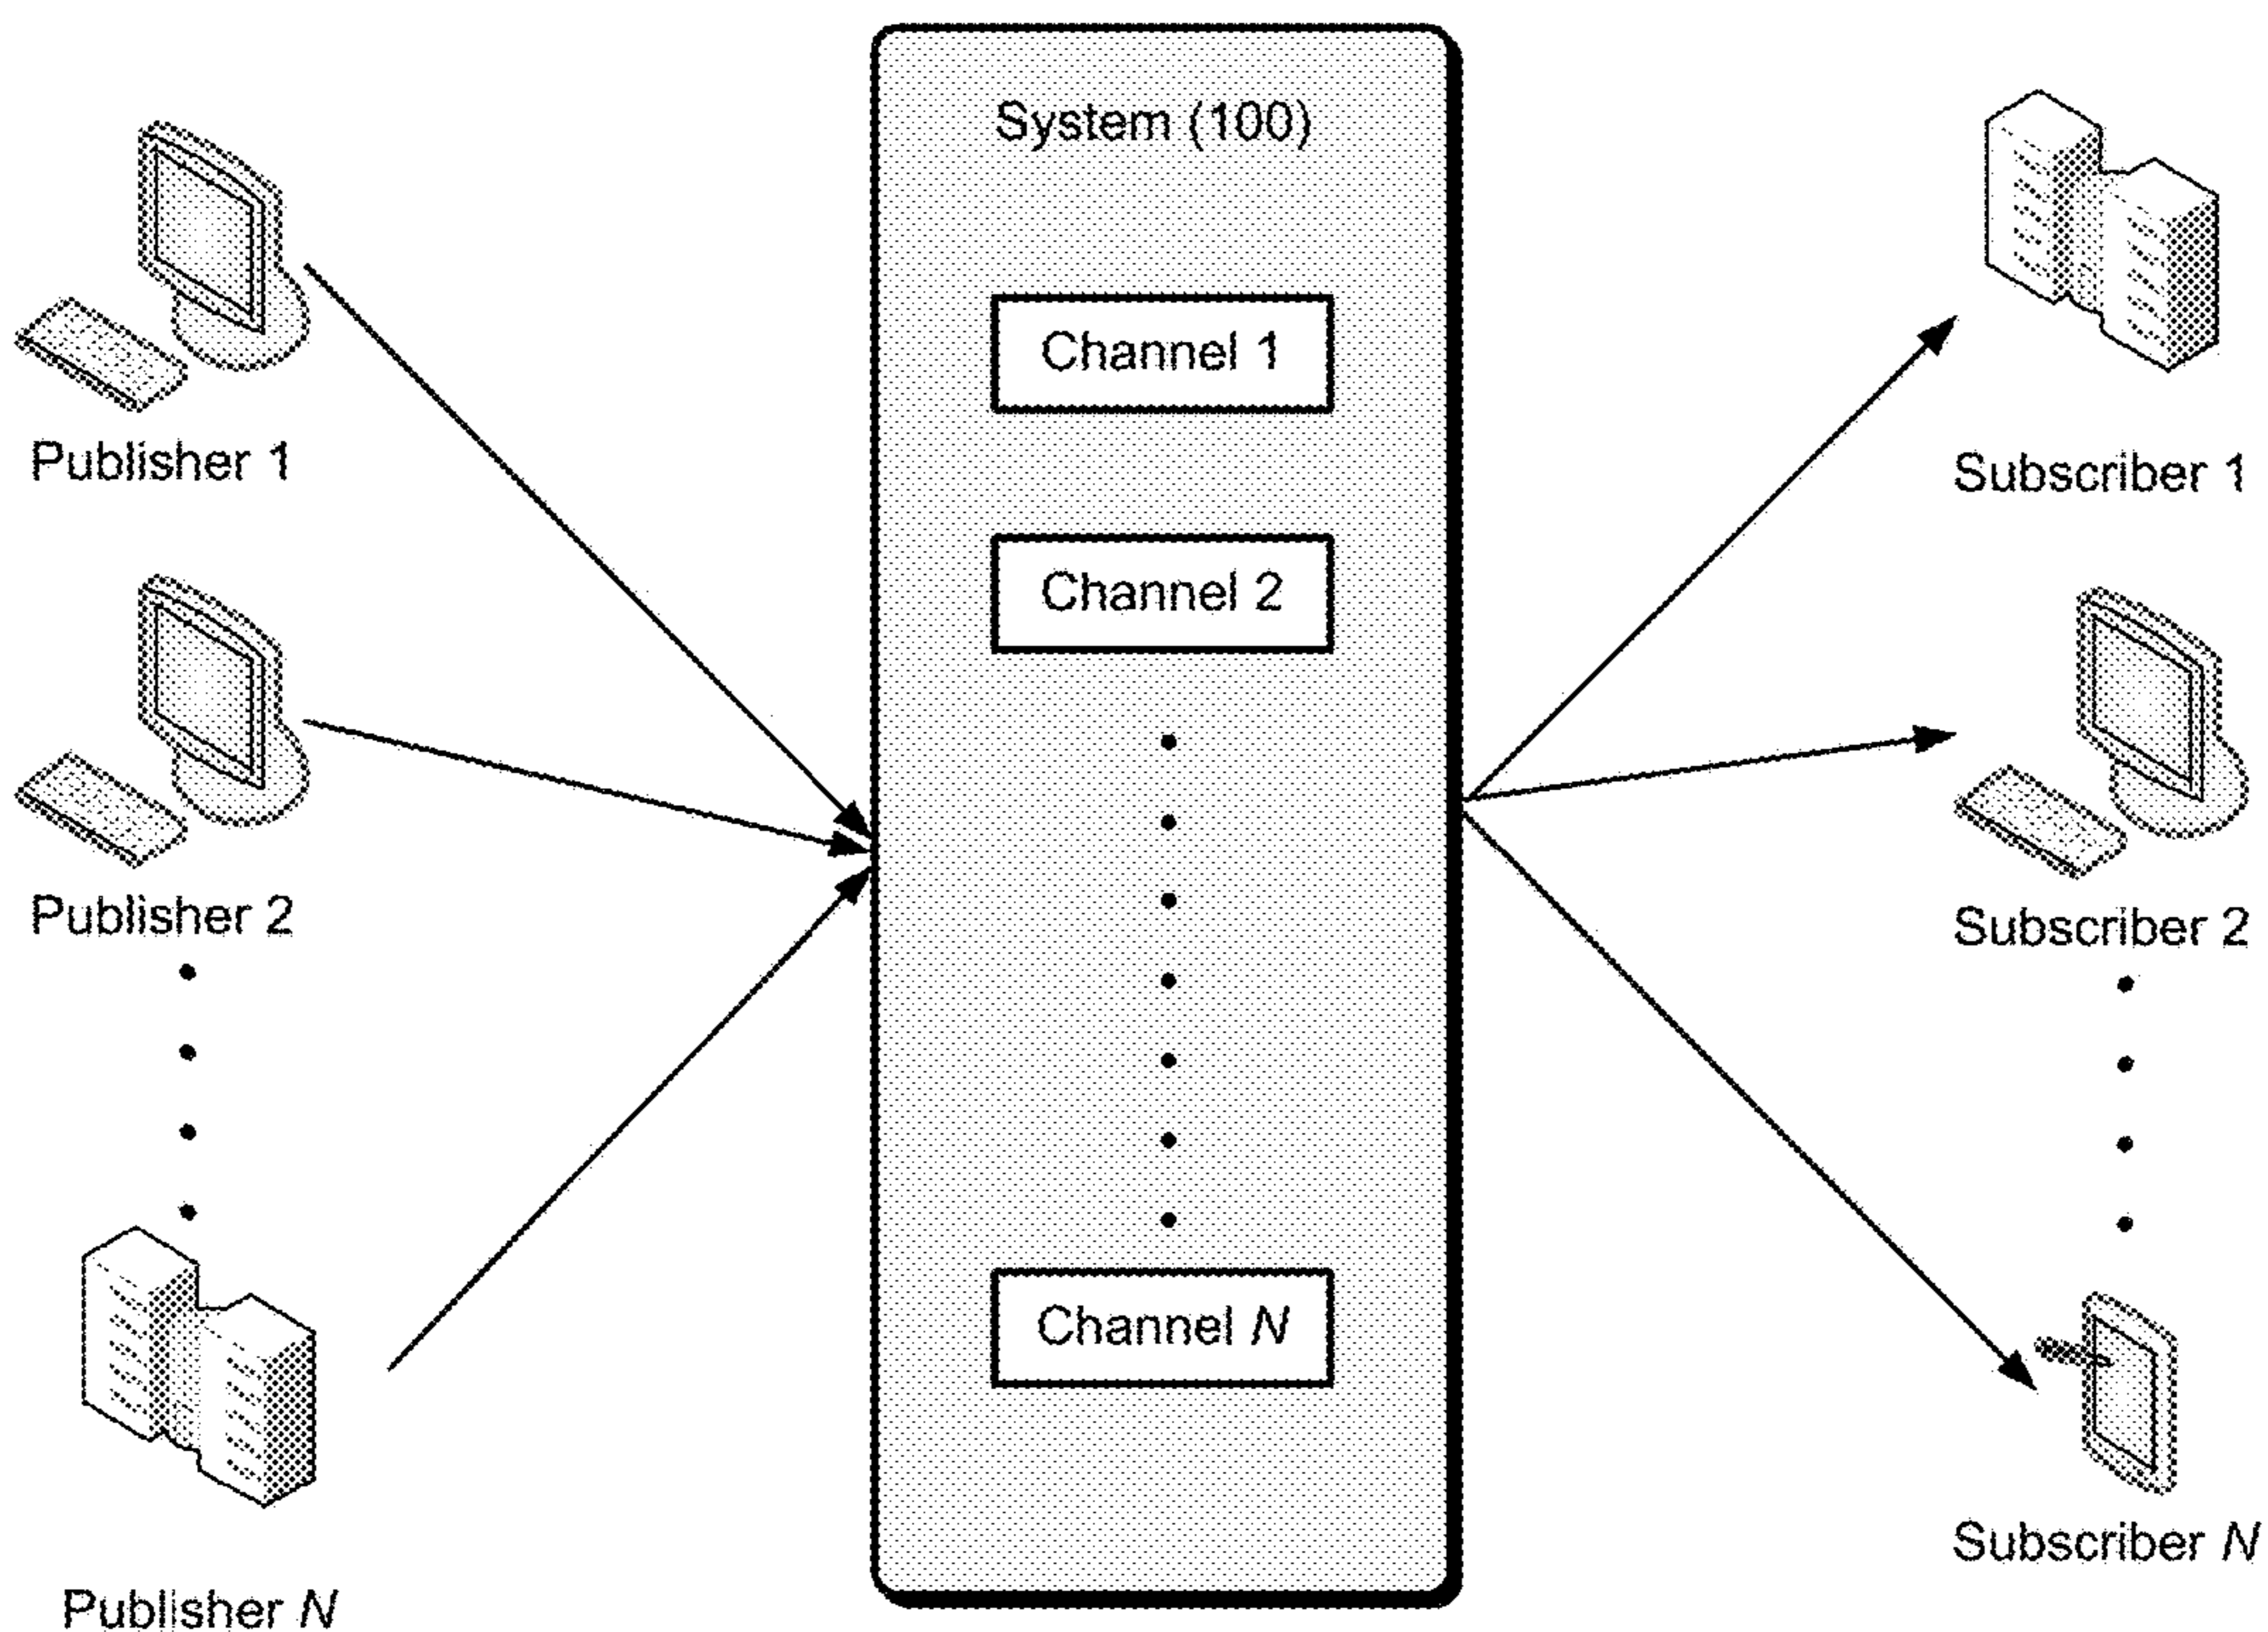 System (100)
Publisher 1
Publisher 2
Publisher N
Channel 1
Channel 2
Channel N
Subscriber 1
Subscriber 2
Subscriber N